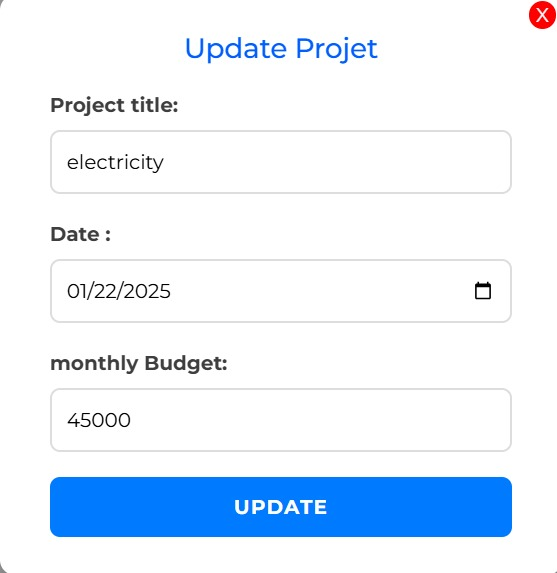 X
Update Projet
Project title:
electricity
Date :
01/22/2025
monthly Budget:
45000
UPDATE